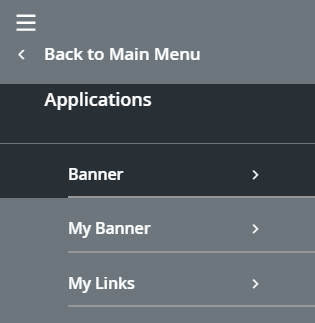 Back to Main Menu
Applications
Banner
My Banner
My Links